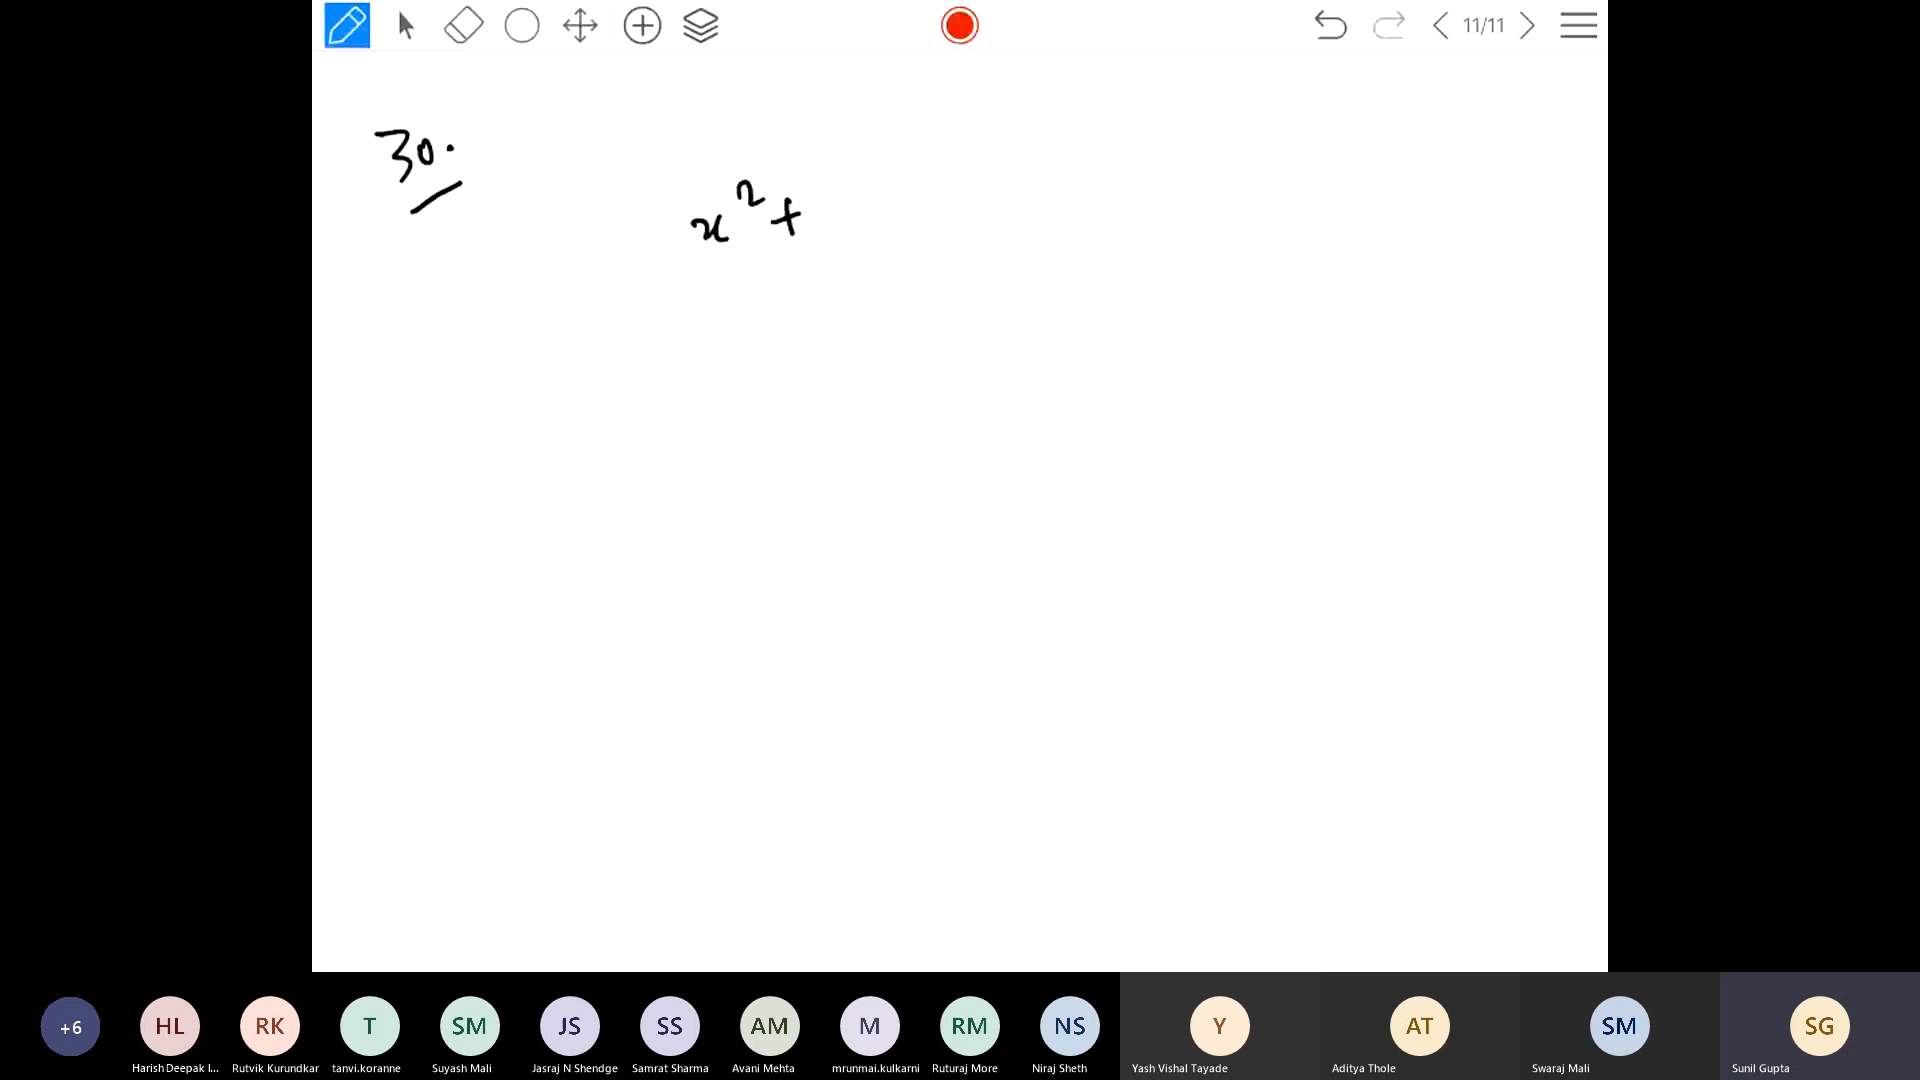 11/11
30.
x² +
+6
HL RK T SM JS SS AM M RM NS Y AT SM SG
Harish Deepak I... Rutvik Kurundkar tanvi.koranne Suyash Mali Jasraj N Shendge Samrat Sharma Avani Mehta mrunmai.kulkarni Ruturaj More Niraj Sheth Yash Vishal Tayade Aditya Thole Swaraj Mali Sunil Gupta